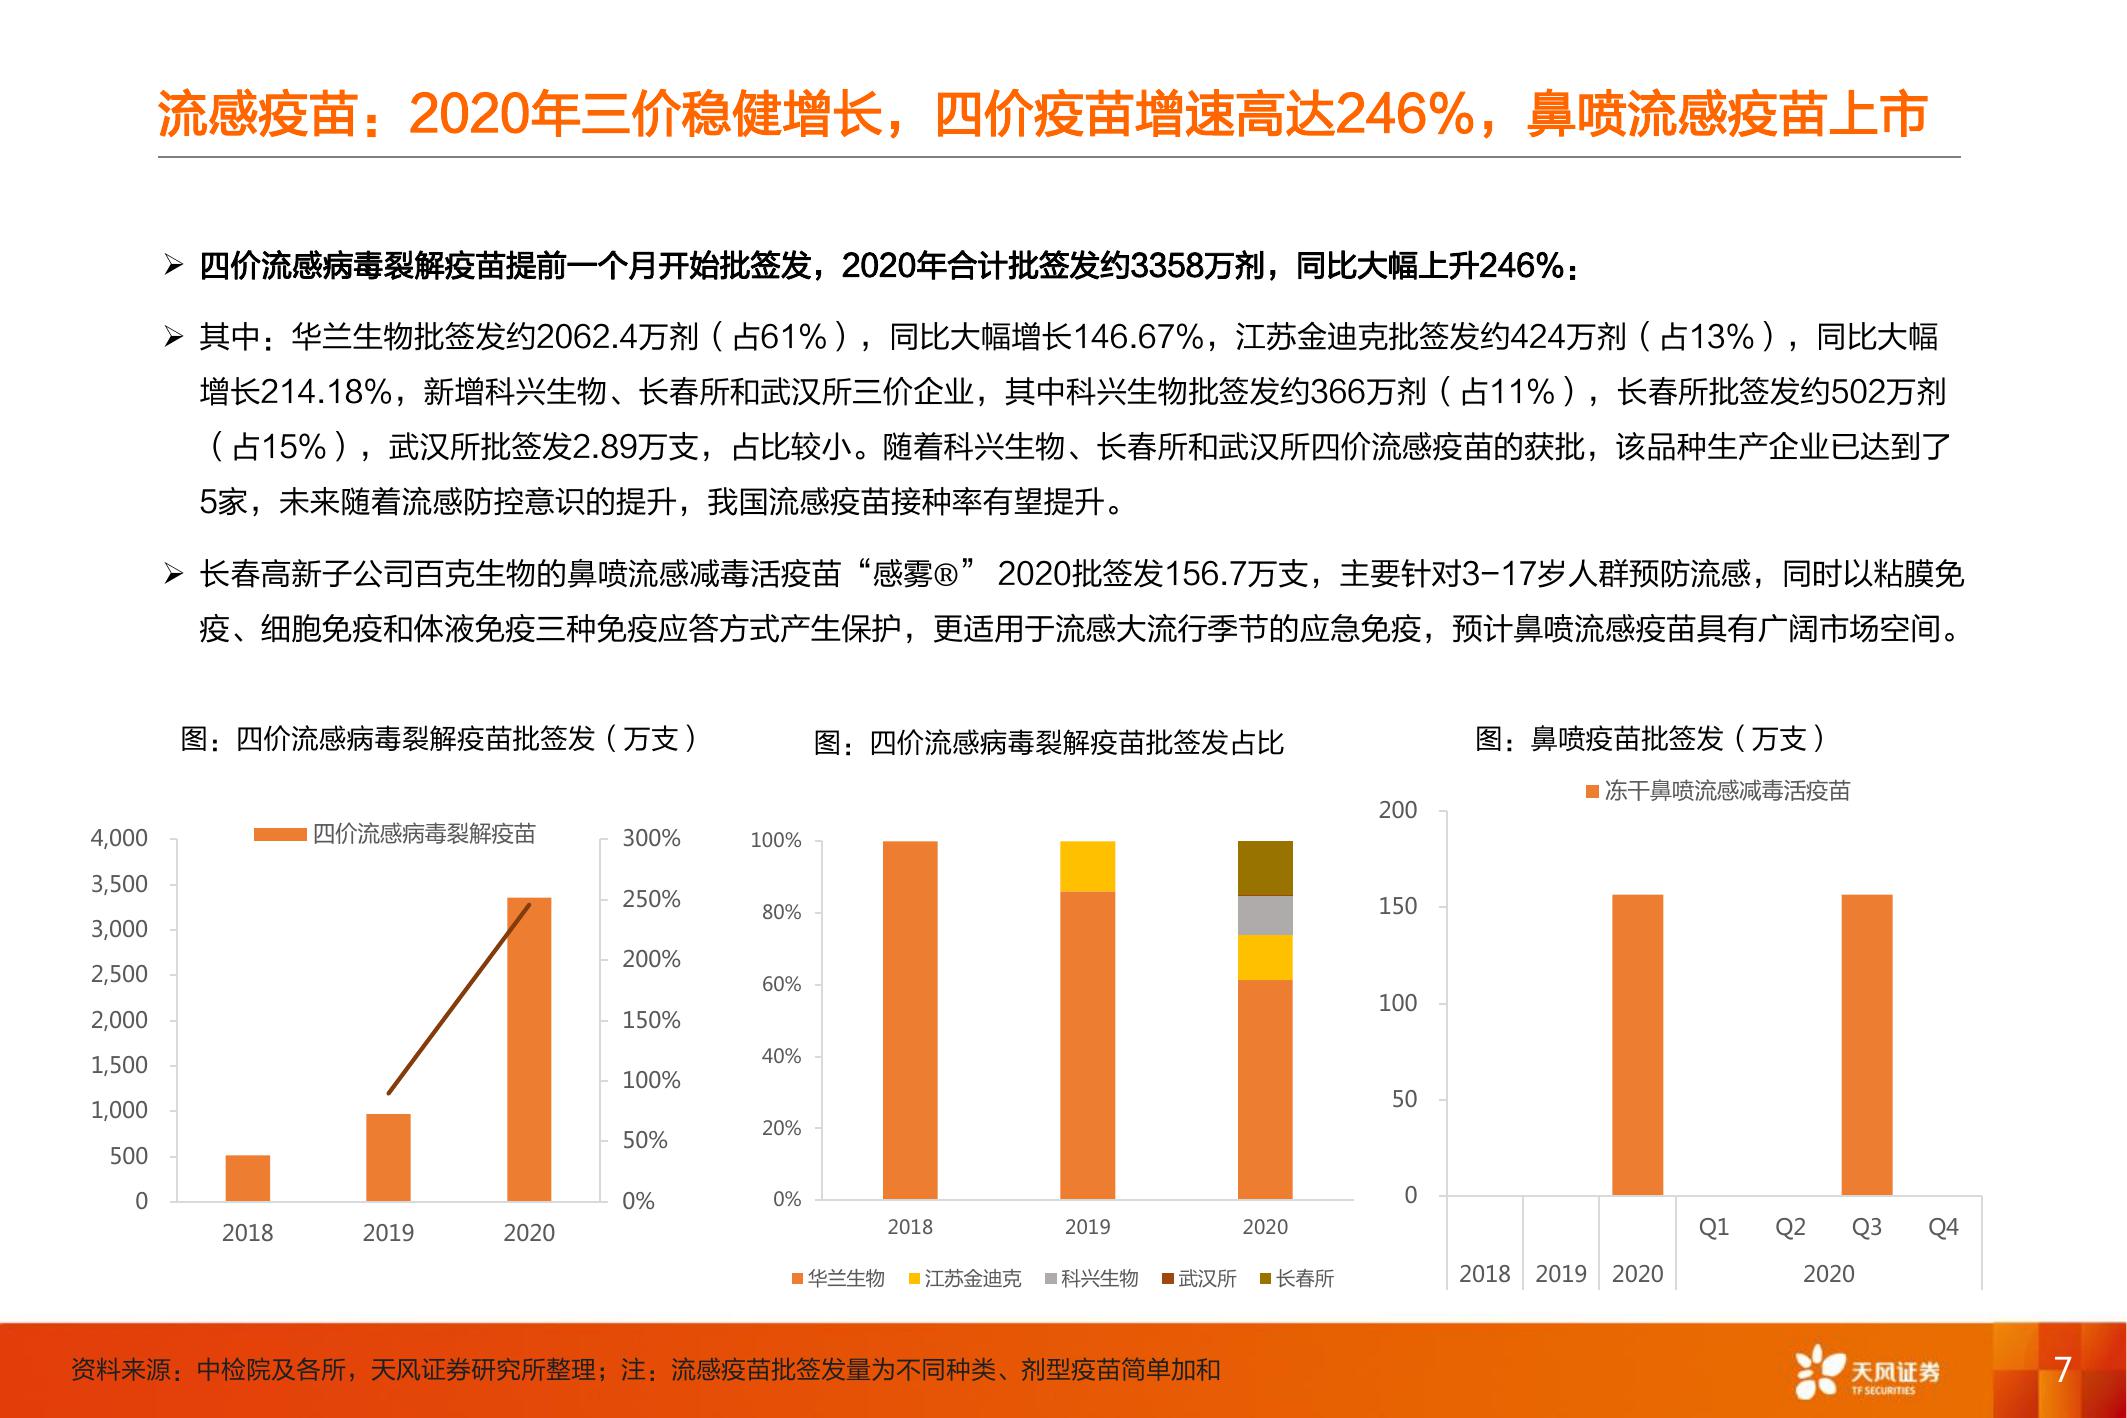 流感疫苗：2020年三价稳健增长，四价疫苗增速高达246%，鼻喷流感疫苗上市
➢ 四价流感病毒裂解疫苗提前一个月开始批签发，2020年合计批签发约3358万剂，同比大幅上升246%：
➢ 其中：华兰生物批签发约2062.4万剂（占61%），同比大幅增长146.67%，江苏金迪克批签发约424万剂（占13%），同比大幅
增长214.18%，新增科兴生物、长春所和武汉所三价企业，其中科兴生物批签发约366万剂（占11%），长春所批签发约502万剂
（占15%），武汉所批签发2.89万支，占比较小。随着科兴生物、长春所和武汉所四价流感疫苗的获批，该品种生产企业已达到了
5家，未来随着流感防控意识的提升，我国流感疫苗接种率有望提升。
➢ 长春高新子公司百克生物的鼻喷流感减毒活疫苗“感雾®” 2020批签发156.7万支，主要针对3-17岁人群预防流感，同时以粘膜免
疫、细胞免疫和体液免疫三种免疫应答方式产生保护，更适用于流感大流行季节的应急免疫，预计鼻喷流感疫苗具有广阔市场空间。
图：四价流感病毒裂解疫苗批签发（万支）
四价流感病毒裂解疫苗
4,000
3,500
3,000
2,500
2,000
1,500
1,000
500
0
300%
250%
200%
150%
100%
50%
0%
2018 2019 2020
图：四价流感病毒裂解疫苗批签发占比
100%
80%
60%
40%
20%
0%
2018 2019 2020
华兰生物 江苏金迪克 科兴生物 武汉所 长春所
图：鼻喷疫苗批签发（万支）
冻干鼻喷流感减毒活疫苗
200
150
100
50
0
Q1 Q2 Q3 Q4
2018 2019 2020 2020
资料来源：中检院及各所，天风证券研究所整理；注：流感疫苗批签发量为不同种类、剂型疫苗简单加和
天风证券
TF SECURITIES
7